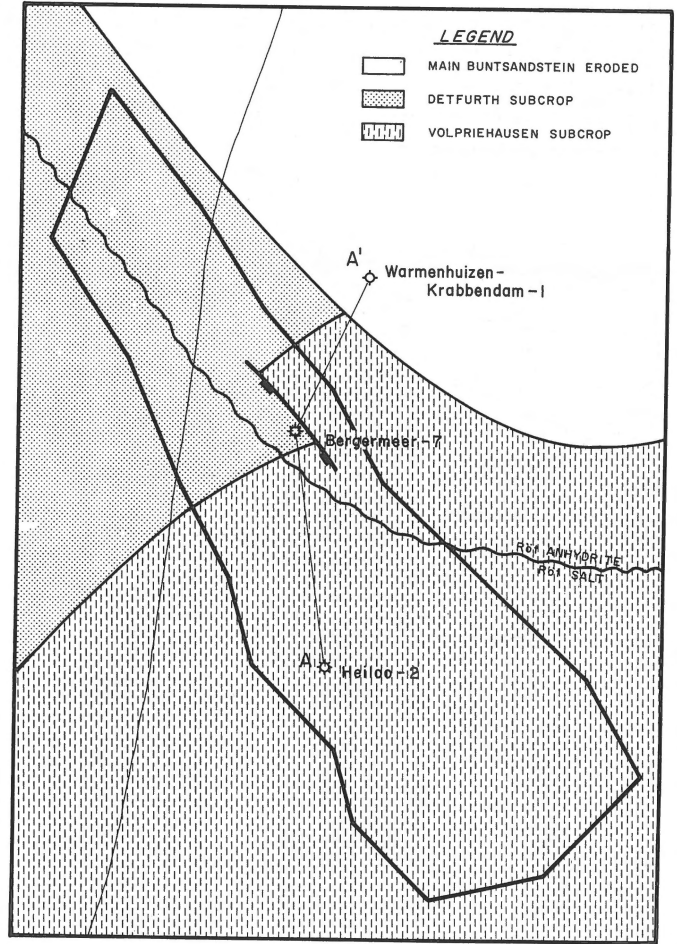 LEGEND
MAIN BUNTSANDSTEIN ERODED
DETFURTH SUBCROP
VOLPRIEHAUSEN SUBCROP
A'
Warmenhuizen-
Krabbendam-1
Bergermeer-7
Röt ANHYDRITE
Röt SALT
A
Heiloo-2